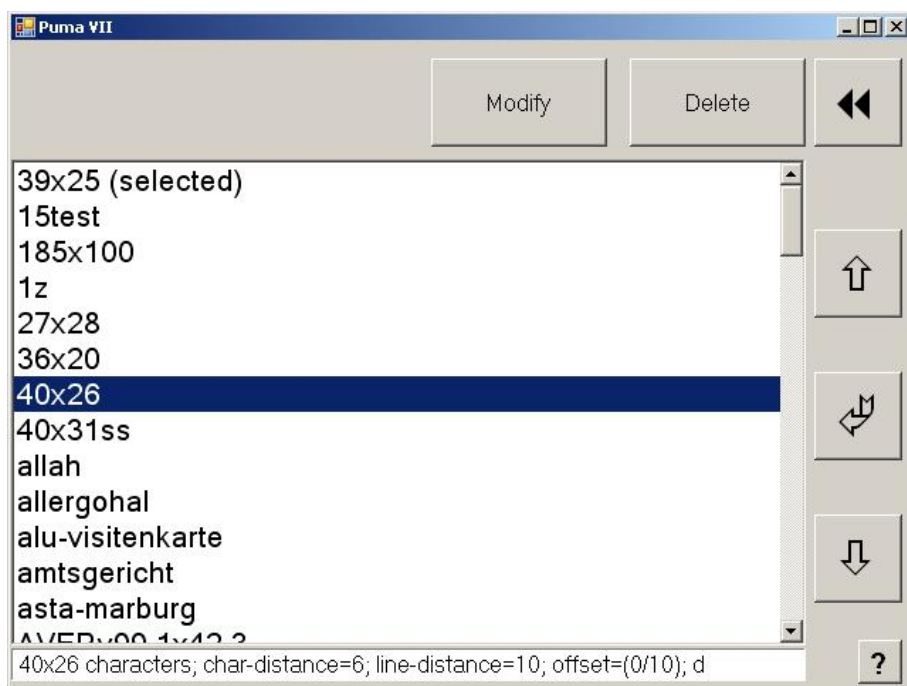 Puma VII
Modify Delete
39x25 (selected)
15test
185x100
1z
27x28
36x20
40x26
40x31ss
allah
allergohal
alu-visitenkarte
amtsgericht
asta-marburg
40x26 characters; char-distance=6; line-distance=10; offset=(0/10); d
?